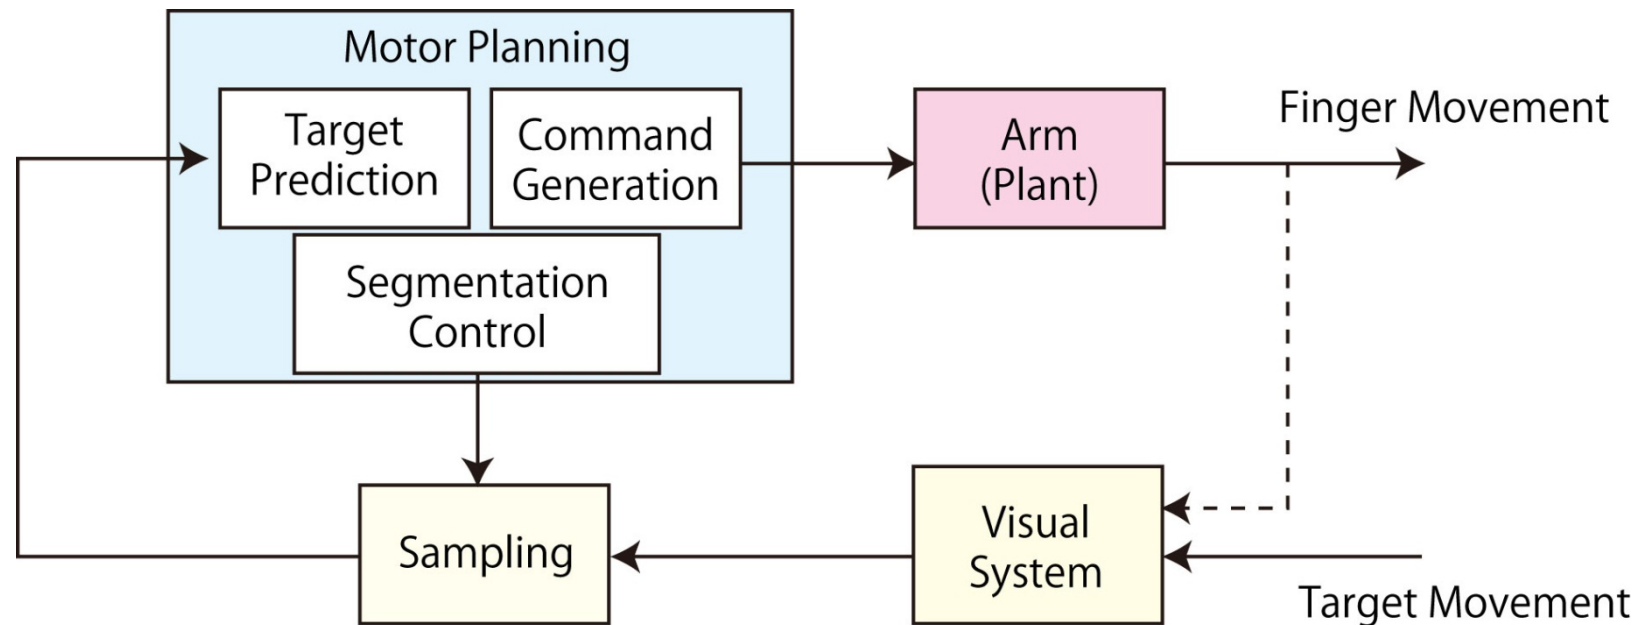 Motor Planning
Target
Prediction
Command
Generation
Segmentation
Control
Arm
(Plant)
Finger Movement
Sampling
Visual
System
Target Movement